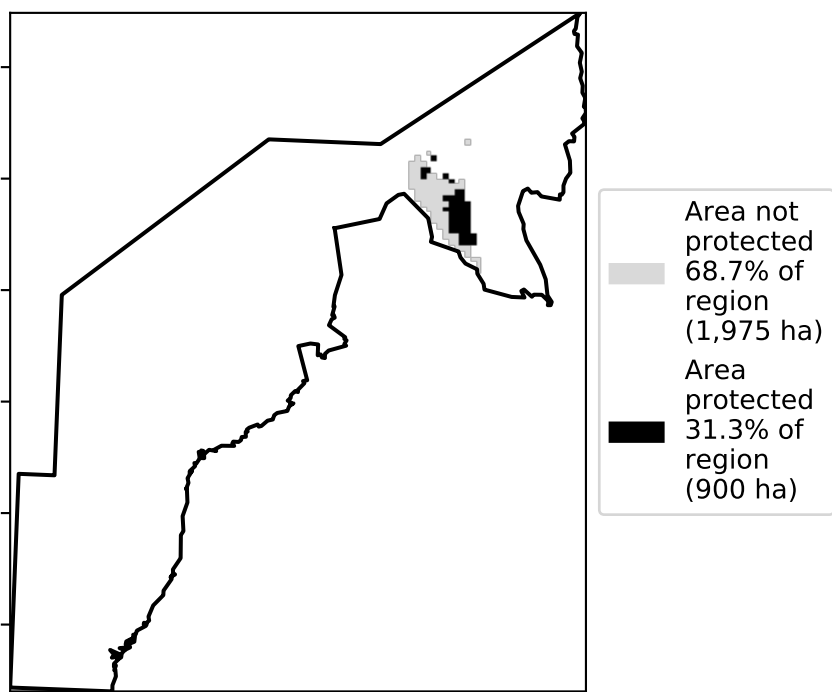 Area not
protected
68.7% of
region
(1,975 ha)
Area
protected
31.3% of
region
(900 ha)